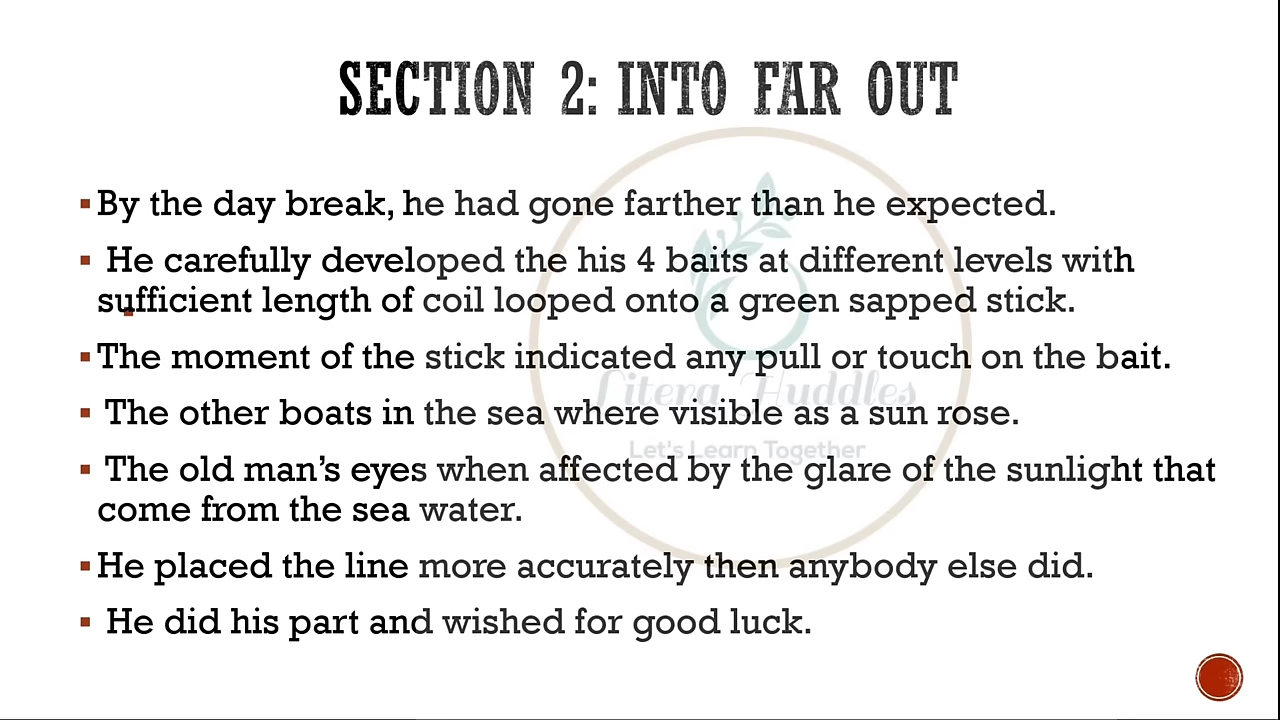 SECTION 2: INTO FAR OUT
By the day break, he had gone farther than he expected.
He carefully developed the his 4 baits at different levels with
sufficient length of coil looped onto a green sapped stick.
The moment of the stick indicated any pull or touch on the bait.
Litera Huddles
The other boats in the sea where visible as a sun rose.
Let's Learn Together
The old man's eyes when affected by the glare of the sunlight that
come from the sea water.
He placed the line more accurately then anybody else did.
He did his part and wished for good luck.